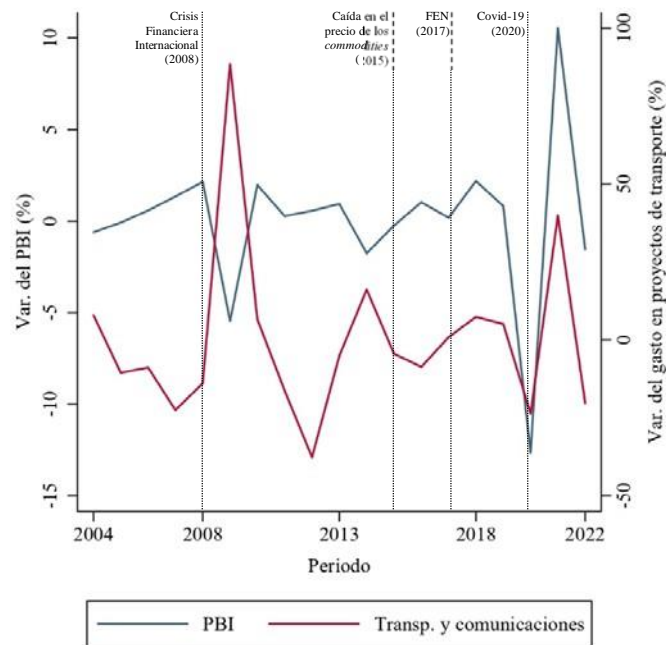 Crisis
Financiera
Internacional
(2008)
Caída en el
precio de los
commodities
(2015)
FEN
(2017)
Covid-19
(2020)
Var. del PBI (%)
10
5
0
-5
-10
-15
Var. del gasto en proyectos de transporte (%)
100
50
0
-50
2004
2008
2013
2018
2022
Periodo
PBI
Transp. y comunicaciones